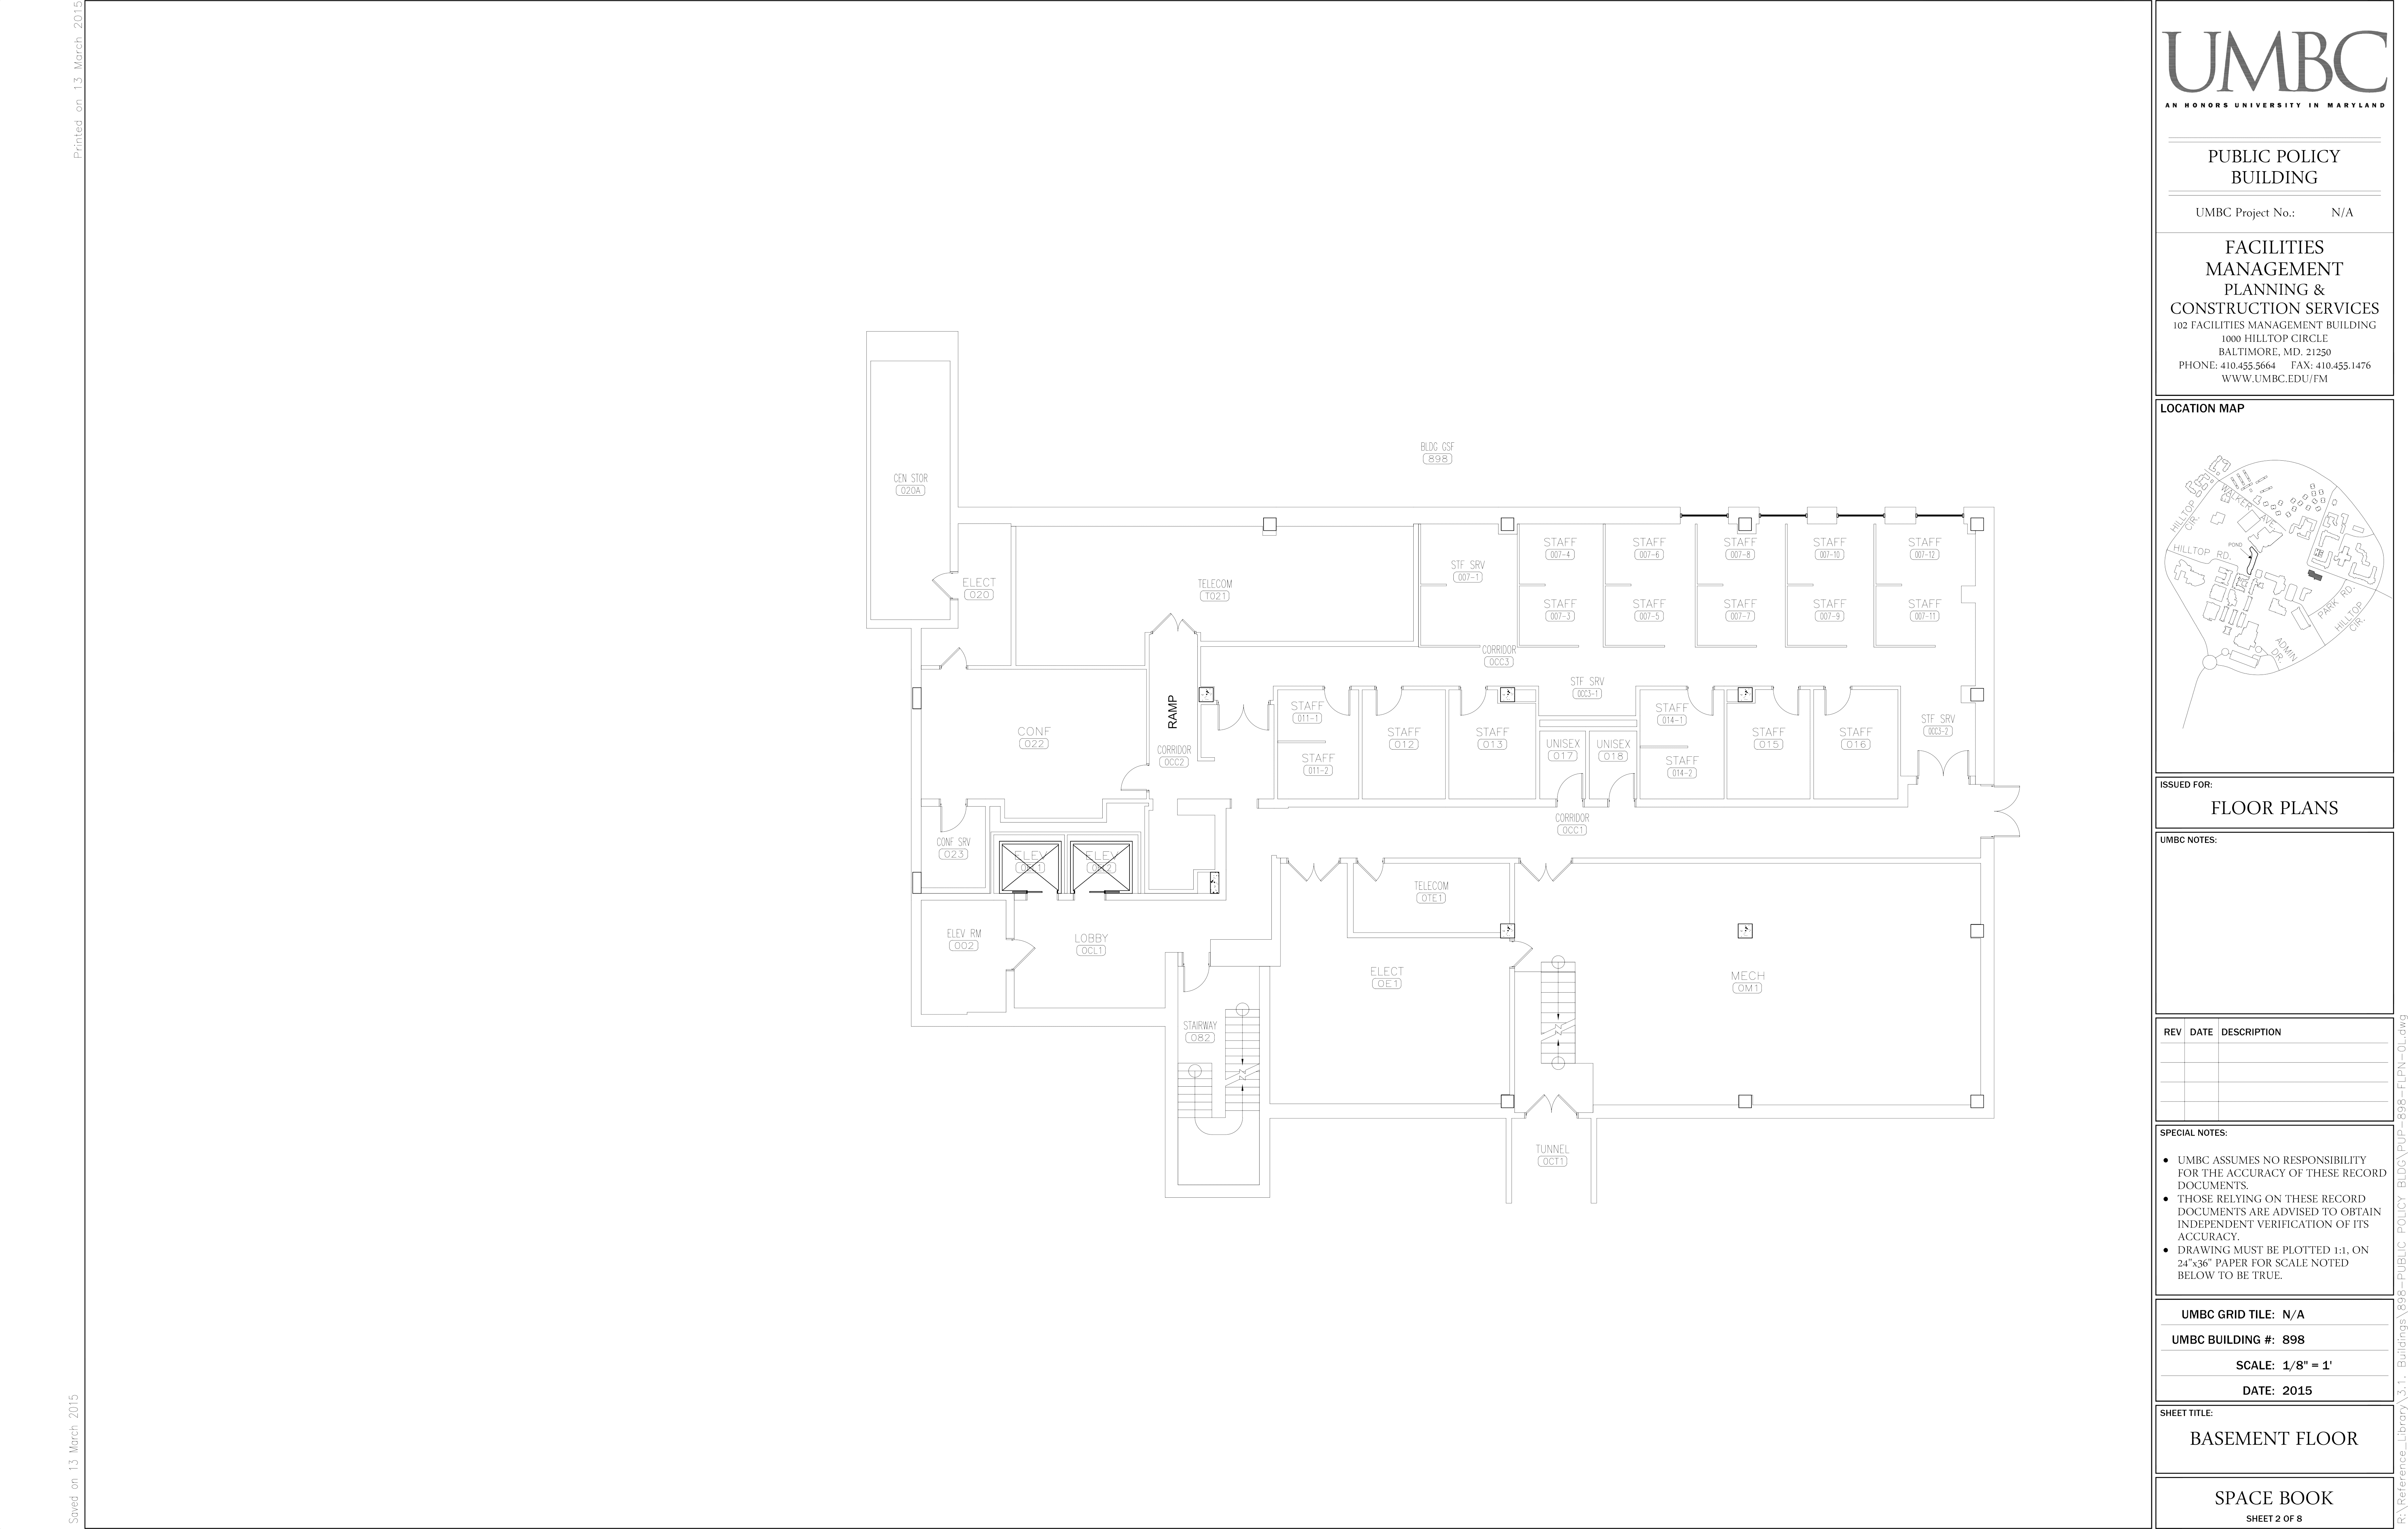 Printed on 13 March 2015
Saved on 13 March 2015
CEN STOR
020A
BLDG GSF
898
ELECT
020
TELECOM
T021
STF SRV
007-1
STAFF
007-4
STAFF
007-6
STAFF
007-8
STAFF
007-10
STAFF
007-12
STAFF
007-3
STAFF
007-5
STAFF
007-7
STAFF
007-9
STAFF
007-11
CORRIDOR
0CC3
STF SRV
0CC3-1
CONF
022
RAMP
CORRIDOR
0CC2
STAFF
011-1
STAFF
011-2
STAFF
012
STAFF
013
UNISEX
017
UNISEX
018
STAFF
014-1
STAFF
014-2
STAFF
015
STAFF
016
STF SRV
0CC3-2
CORRIDOR
0CC1
CONF SRV
023
ELEV
ELEV
TELECOM
0TE1
ELEV RM
002
LOBBY
0CL1
ELECT
0E1
MECH
0M1
STAIRWAY
082
TUNNEL
0CT1
UMBC
AN HONORS UNIVERSITY IN MARYLAND
PUBLIC POLICY
BUILDING
UMBC Project No.: N/A
FACILITIES
MANAGEMENT
PLANNING &
CONSTRUCTION SERVICES
102 FACILITIES MANAGEMENT BUILDING
1000 HILLTOP CIRCLE
BALTIMORE, MD. 21250
PHONE: 410.455.5664 FAX: 410.455.1476
WWW.UMBC.EDU/FM
LOCATION MAP
WALKER AVE.
HILLTOP
CIR.
POND
HILLTOP RD.
PARK RD.
HILLTOP
CIR.
ADMIN
DR.
ISSUED FOR:
FLOOR PLANS
UMBC NOTES:
REV DATE DESCRIPTION
SPECIAL NOTES:
● UMBC ASSUMES NO RESPONSIBILITY
FOR THE ACCURACY OF THESE RECORD
DOCUMENTS.
● THOSE RELYING ON THESE RECORD
DOCUMENTS ARE ADVISED TO OBTAIN
INDEPENDENT VERIFICATION OF ITS
ACCURACY.
● DRAWING MUST BE PLOTTED 1:1, ON
24"x36" PAPER FOR SCALE NOTED
BELOW TO BE TRUE.
UMBC GRID TILE: N/A
UMBC BUILDING #: 898
SCALE: 1/8" = 1'
DATE: 2015
SHEET TITLE:
BASEMENT FLOOR
SPACE BOOK
SHEET 2 OF 8
R:\Reference_Library\3.1. Buildings\898-PUBLIC POLICY BLDG\PUP-898-FLPN-0L.dwg